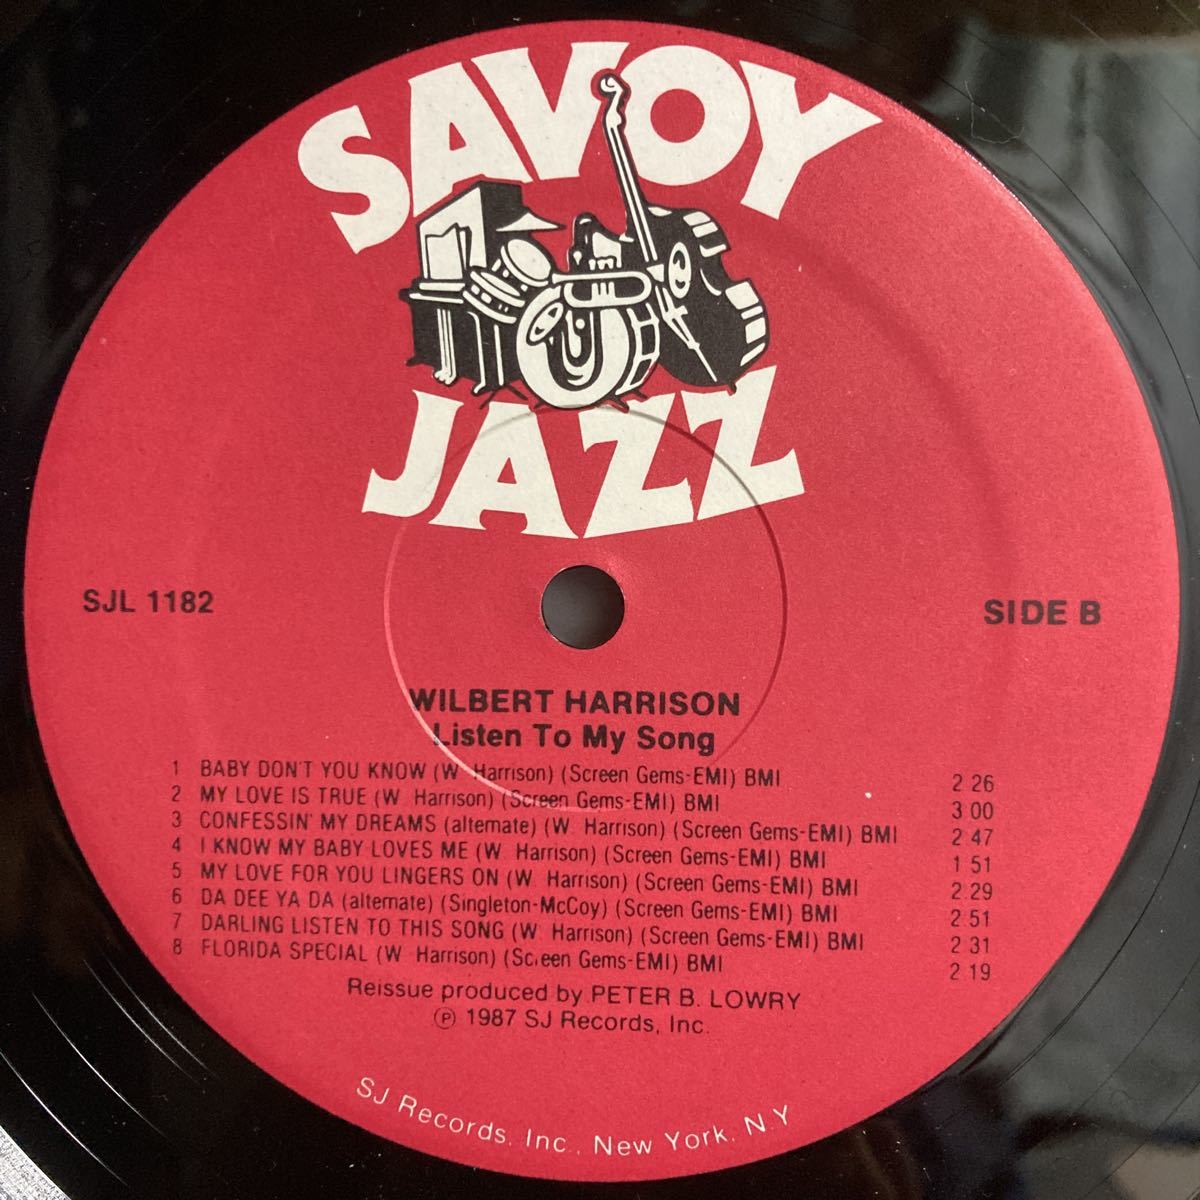 SAVOY
JAZZ
SJL 1182
SIDE B
WILBERT HARRISON
Listen To My Song
1 BABY DON'T YOU KNOW (W. Harrison) (Screen Gems-EMI) BMI 2 26
2 MY LOVE IS TRUE (W. Harrison) (Screen Gems-EMI) BMI 3 00
3 CONFESSIN' MY DREAMS (alternate) (W. Harrison) (Screen Gems-EMI) BMI 2 47
4 I KNOW MY BABY LOVES ME (W. Harrison) (Screen Gems-EMI) BMI 1 51
5 MY LOVE FOR YOU LINGERS ON (W. Harrison) (Screen Gems-EMI) BMI 2 29
6 DA DEE YA DA (alternate) (Singleton-McCoy) (Screen Gems-EMI) BMI 2 51
7 DARLING LISTEN TO THIS SONG (W. Harrison) (Screen Gems-EMI) BMI 2 31
8 FLORIDA SPECIAL (W. Harrison) (Screen Gems-EMI) BMI 2 19
Reissue produced by PETER B. LOWRY
℗ 1987 SJ Records, Inc.
SJ Records, Inc., New York, N.Y